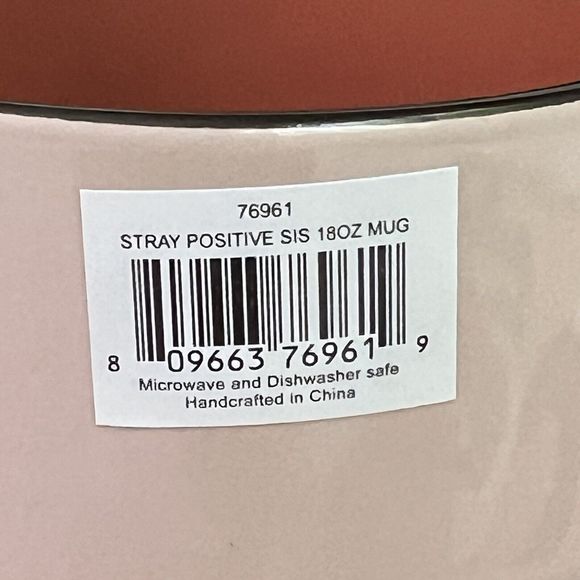 76961
STRAY POSITIVE SIS 18OZ MUG
8 09663 76961 9
Microwave and Dishwasher safe
Handcrafted in China